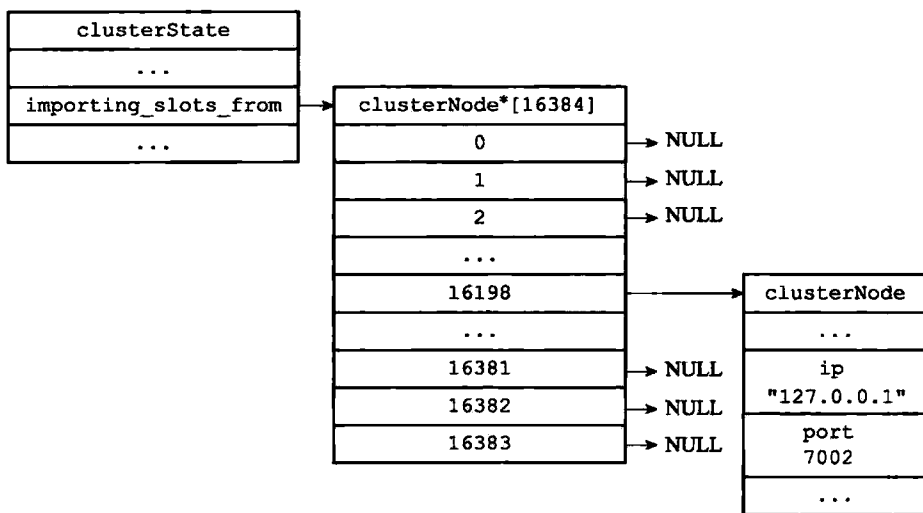 clusterState
...
importing_slots_from
...
clusterNode*[16384]
0
NULL
1
NULL
2
NULL
...
16198
...
16381
NULL
16382
NULL
16383
NULL
clusterNode
...
ip
"127.0.0.1"
port
7002
...